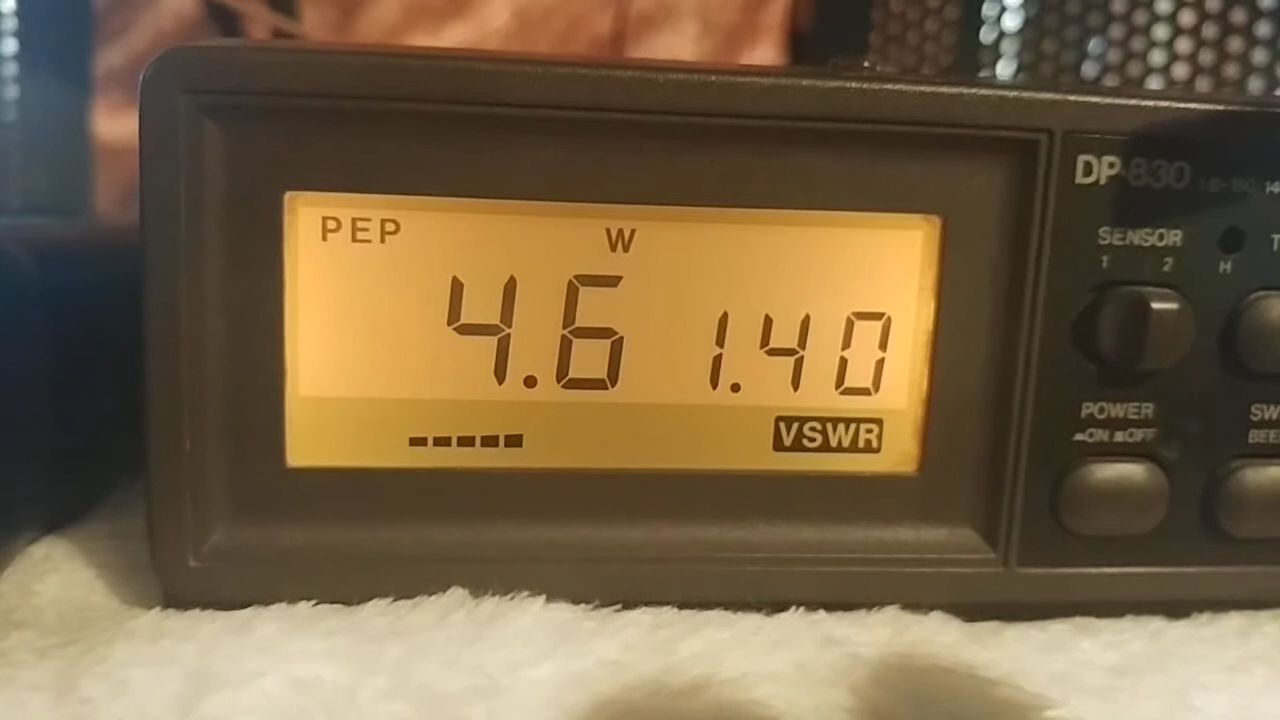 PEP W
4.6 1.40
VSWR
DP-830
SENSOR
1 2 H
POWER
ON OFF